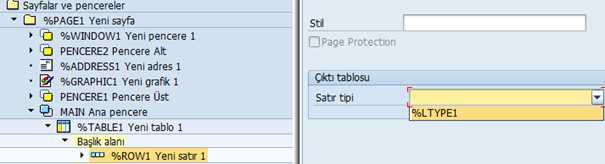 Sayfalar ve pencereler
%PAGE1 Yeni sayfa
%WINDOW1 Yeni pencere 1
PENCERE2 Pencere Alt
%ADDRESS1 Yeni adres 1
%GRAPHIC1 Yeni grafik 1
PENCERE1 Pencere Üst
MAIN Ana pencere
%TABLE1 Yeni tablo 1
Başlık alanı
%ROW1 Yeni satır 1
Stil
Page Protection
Çıktı tablosu
Satır tipi
%LTYPE1